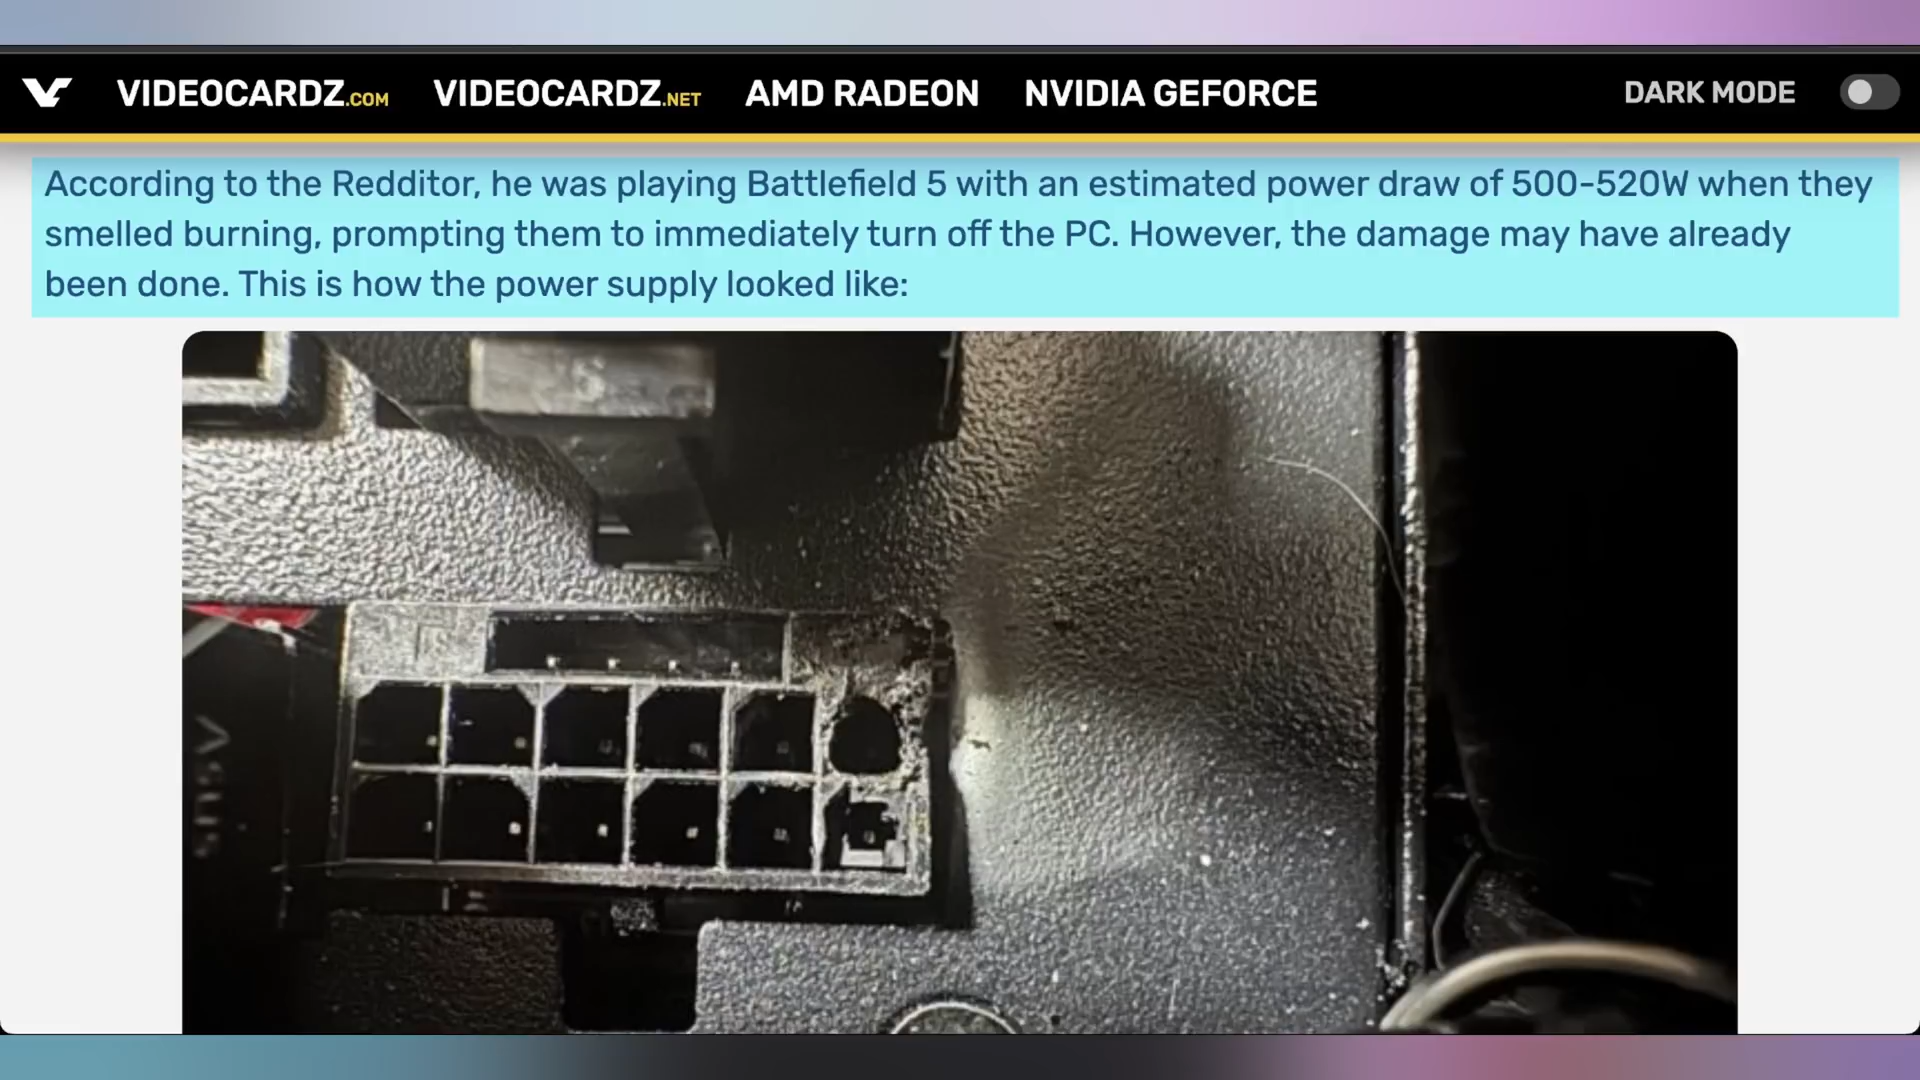 VIDEOCARDZ.COM VIDEOCARDZ.NET AMD RADEON NVIDIA GEFORCE DARK MODE
According to the Redditor, he was playing Battlefield 5 with an estimated power draw of 500-520W when they
smelled burning, prompting them to immediately turn off the PC. However, the damage may have already
been done. This is how the power supply looked like: